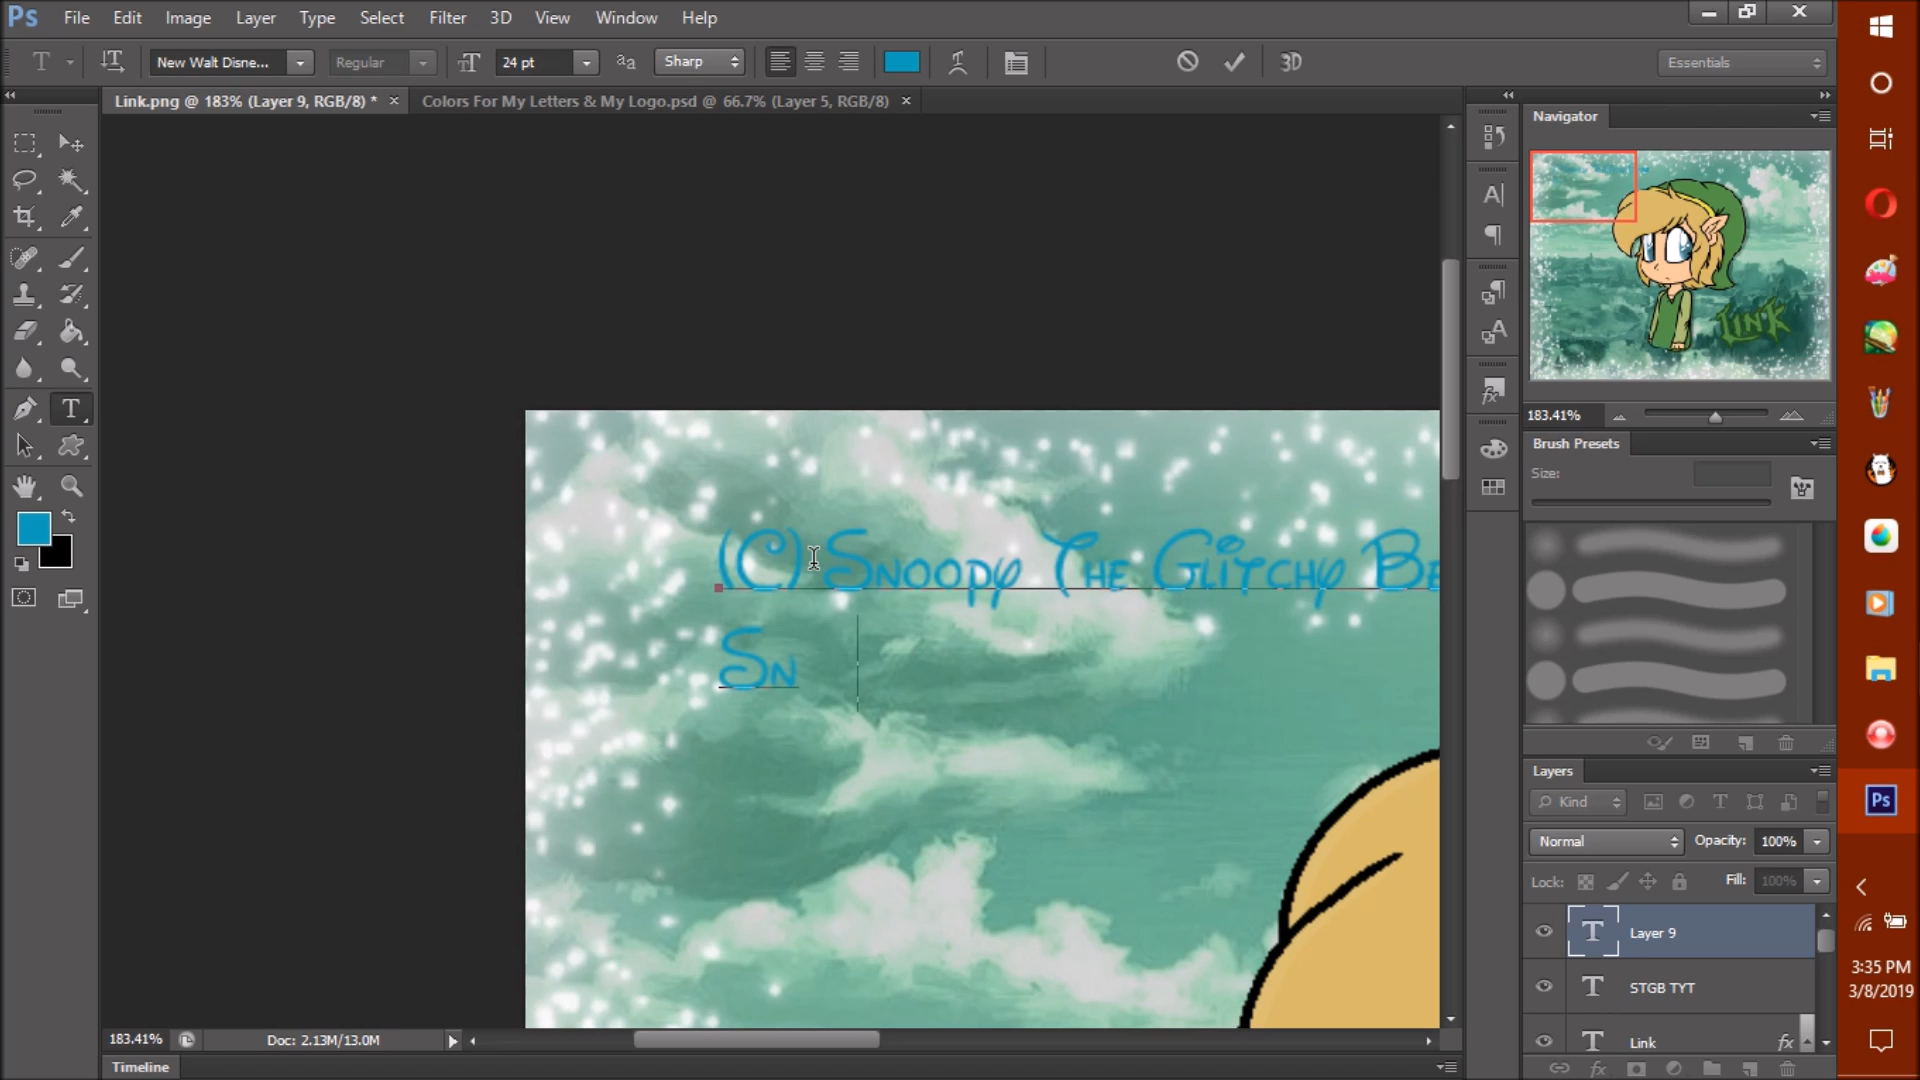 Ps File Edit Image Layer Type Select Filter 3D View Window Help
T New Walt Disne... Regular 24 pt aa Sharp 3D Essentials
Link.png @ 183% (Layer 9, RGB/8) * × Colors For My Letters & My Logo.psd @ 66.7% (Layer 5, RGB/8) ×
Navigator
LINK
183.41%
Brush Presets
Size:
(C) Snoopy The Glitchy Be
Sn
Layers
Kind
Normal Opacity: 100%
Lock: Fill: 100%
T Layer 9
T STGB TYT
T Link fx
183.41% Doc: 2.13M/13.0M
Timeline
Ps
3:35 PM
3/8/2019